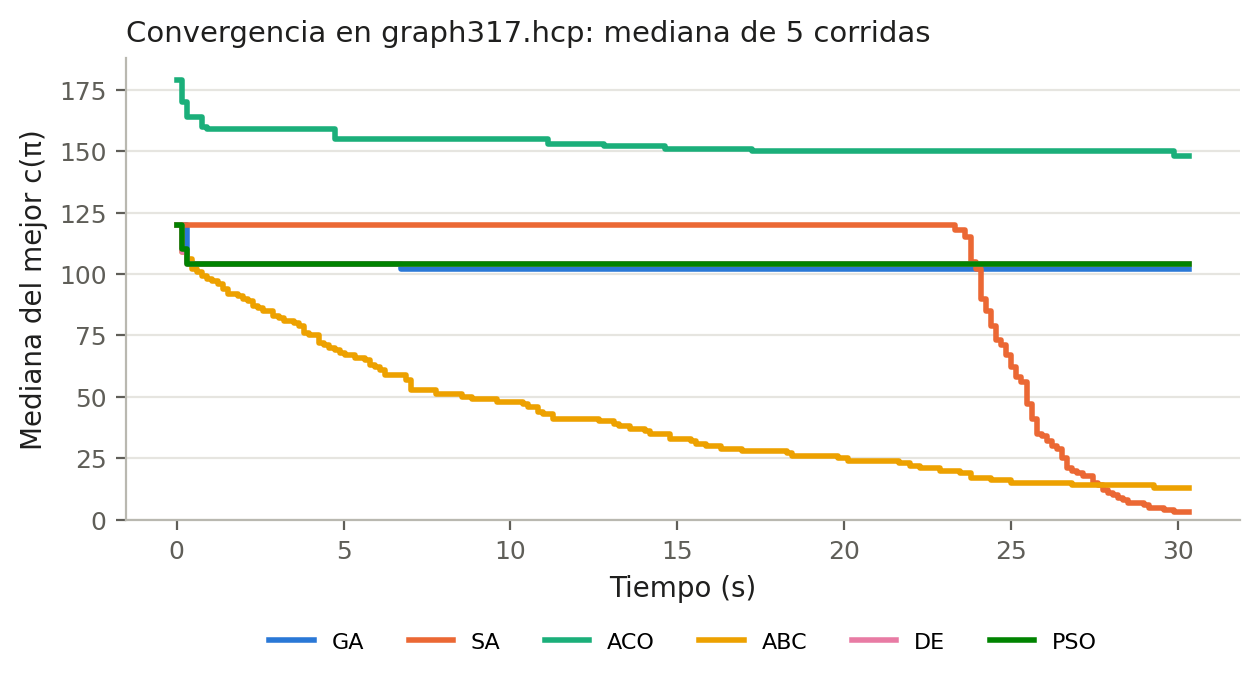 Convergencia en graph317.hcp: mediana de 5 corridas
Mediana del mejor c(π)
175
150
125
100
75
50
25
0
0 5 10 15 20 25 30
Tiempo (s)
GA SA ACO ABC DE PSO